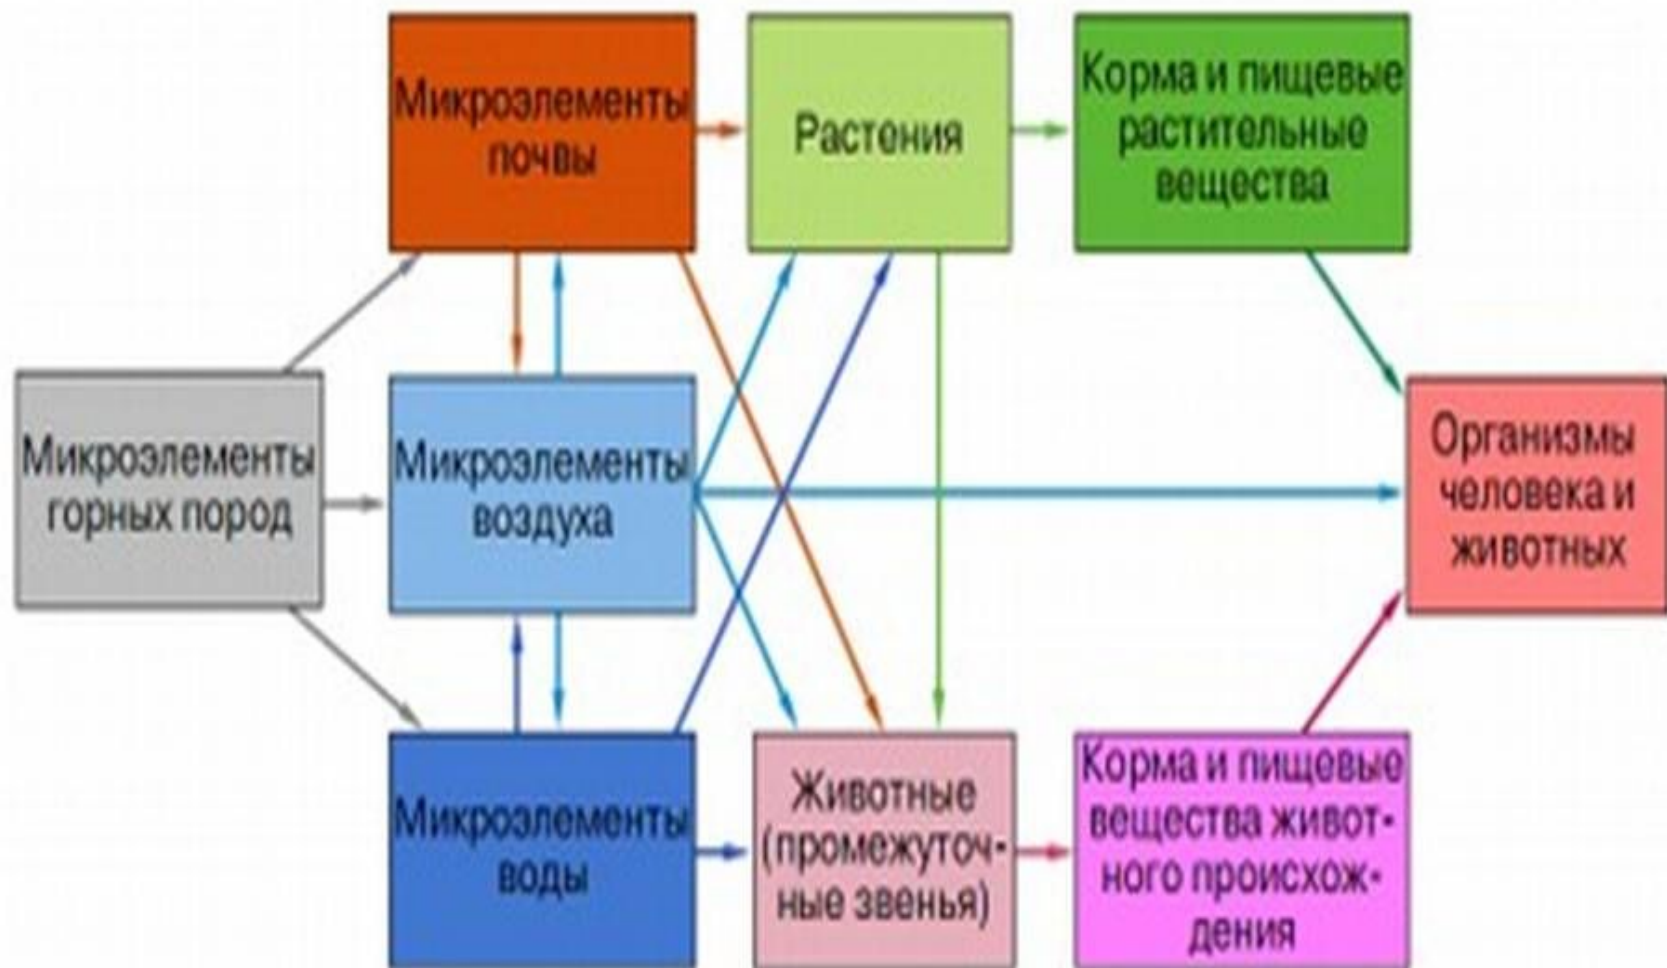 Микроэлементы
почвы
Растения
Корма и пищевые
растительные
вещества
Микроэлементы
горных пород
Микроэлементы
воздуха
Организмы
человека и
животных
Микроэлементы
воды
Животные
(промежуточ-
ные звенья)
Корма и пищевые
вещества живот-
ного происхож-
дения